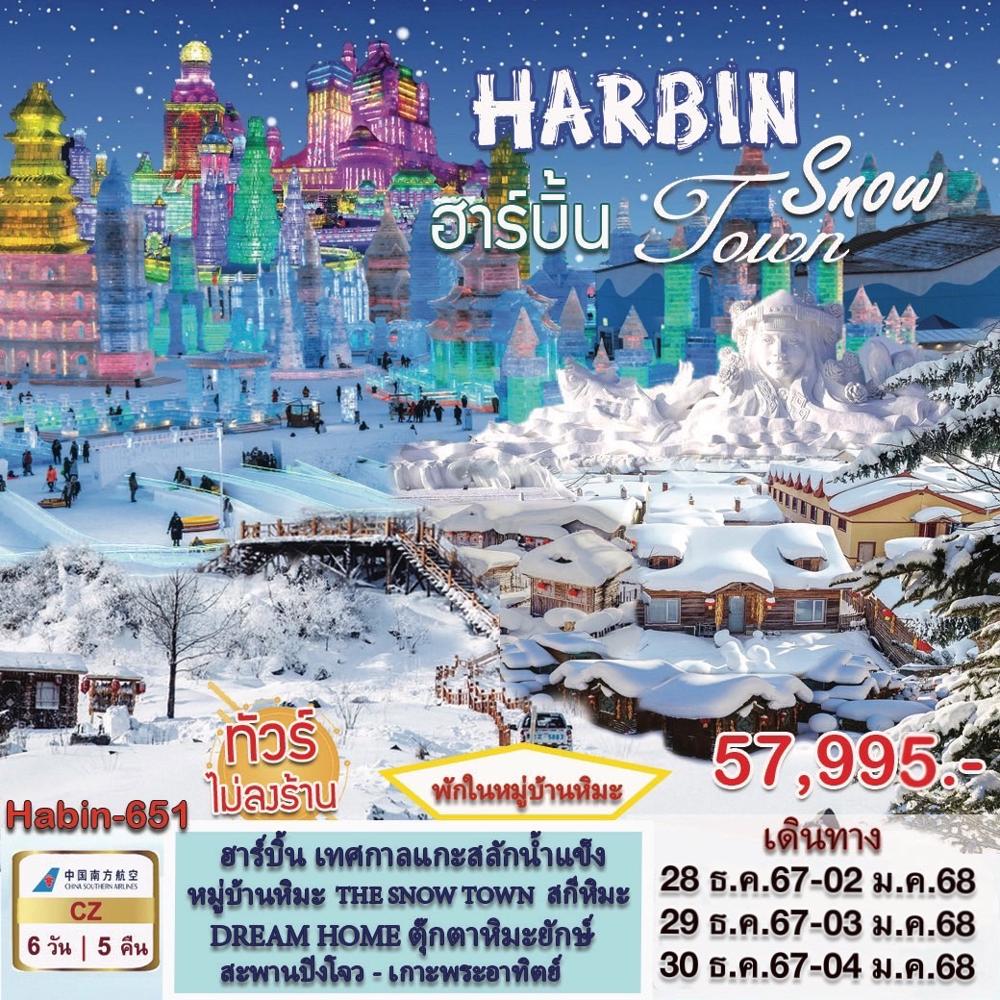 HARBIN
ฮาร์บิ้น
Snow
Town
ทัวร์
ไม่ลงร้าน
พักในหมู่บ้านหิมะ
57,995.-
Habin-651
中国南方航空
CHINA SOUTHERN AIRLINES
CZ
6 วัน | 5 คืน
ฮาร์บิ้น เทศกาลแกะสลักน้ำแข็ง
หมู่บ้านหิมะ THE SNOW TOWN สกีหิมะ
DREAM HOME ตุ๊กตาหิมะยักษ์
สะพานปิงโจว - เกาะพระอาทิตย์
เดินทาง
28 ธ.ค.67-02 ม.ค.68
29 ธ.ค.67-03 ม.ค.68
30 ธ.ค.67-04 ม.ค.68